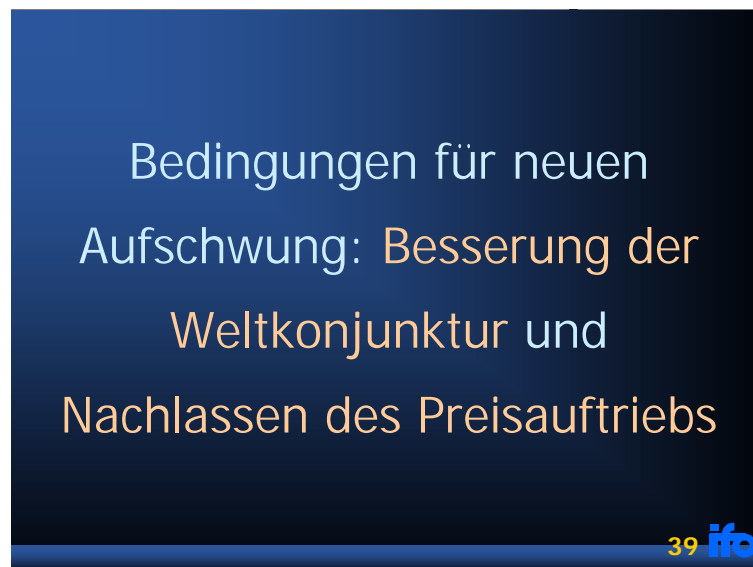 Bedingungen für neuen
Aufschwung: Besserung der
Weltkonjunktur und
Nachlassen des Preisauftriebs
39 ifo